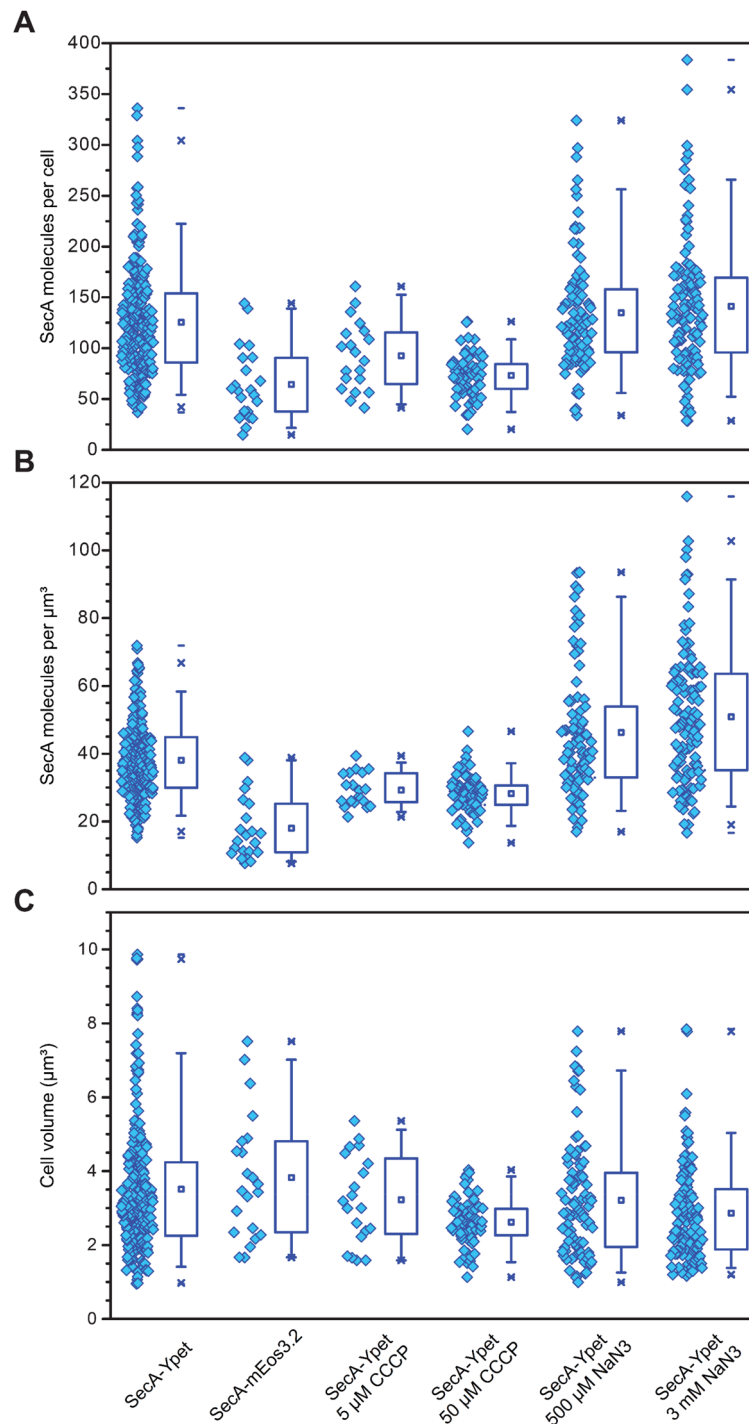 A
SecA molecules per cell
400
350
300
250
200
150
100
50
0
B
SecA molecules per µm³
120
100
80
60
40
20
0
C
Cell volume (µm³)
10
8
6
4
2
0
SecA-Ypet
SecA-mEos3.2
SecA-Ypet
5 µM CCCP
SecA-Ypet
50 µM CCCP
SecA-Ypet
500 µM NaN3
SecA-Ypet
3 mM NaN3